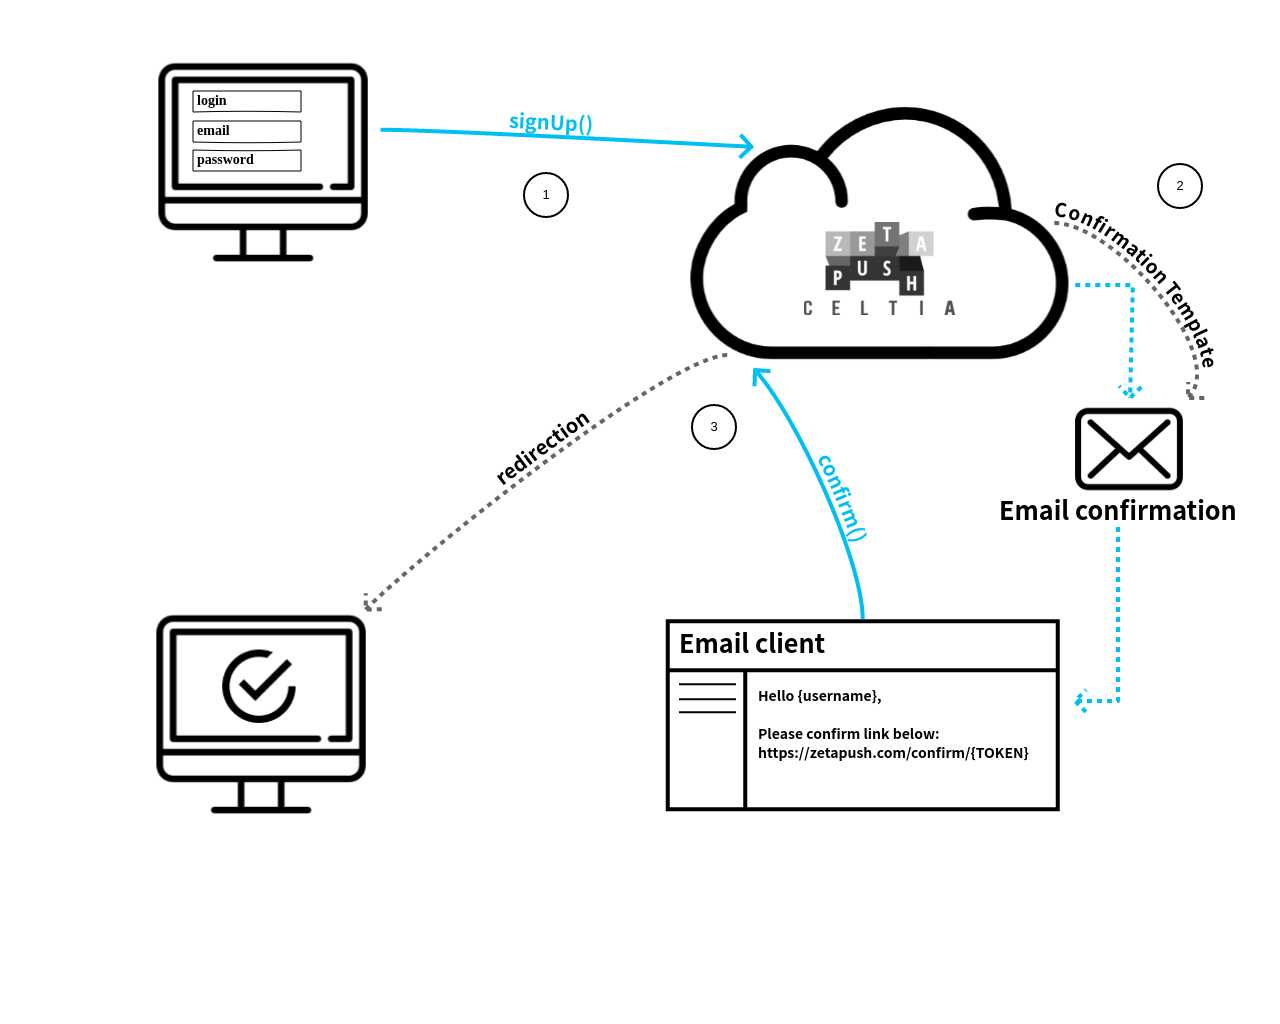 login
email
password
signUp()
1
2
Confirmation Template
ZETA
PUSH
CELTIA
redirection
3
confirm()
Email confirmation
Email client
Hello {username},
Please confirm link below:
https://zetapush.com/confirm/{TOKEN}